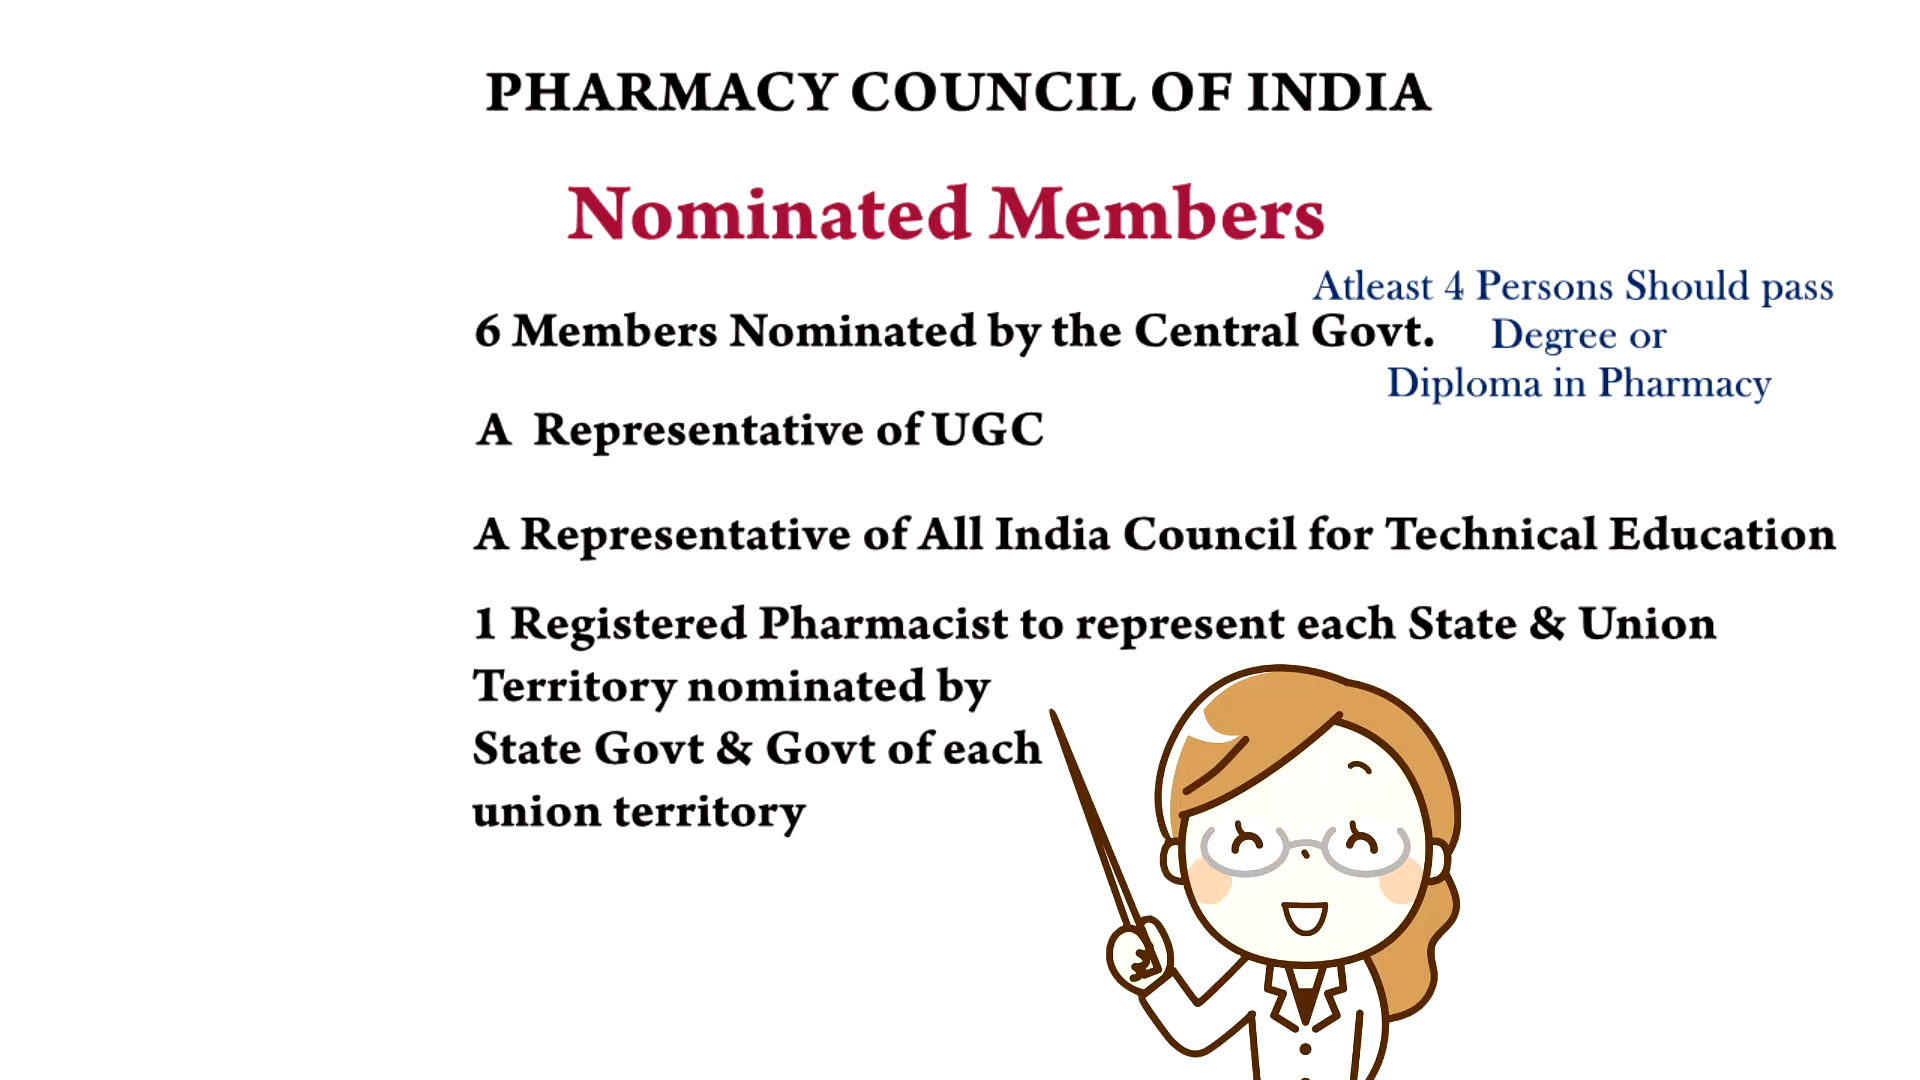 PHARMACY COUNCIL OF INDIA
Nominated Members
6 Members Nominated by the Central Govt.
Atleast 4 Persons Should pass
Degree or
Diploma in Pharmacy
A Representative of UGC
A Representative of All India Council for Technical Education
1 Registered Pharmacist to represent each State & Union
Territory nominated by
State Govt & Govt of each
union territory